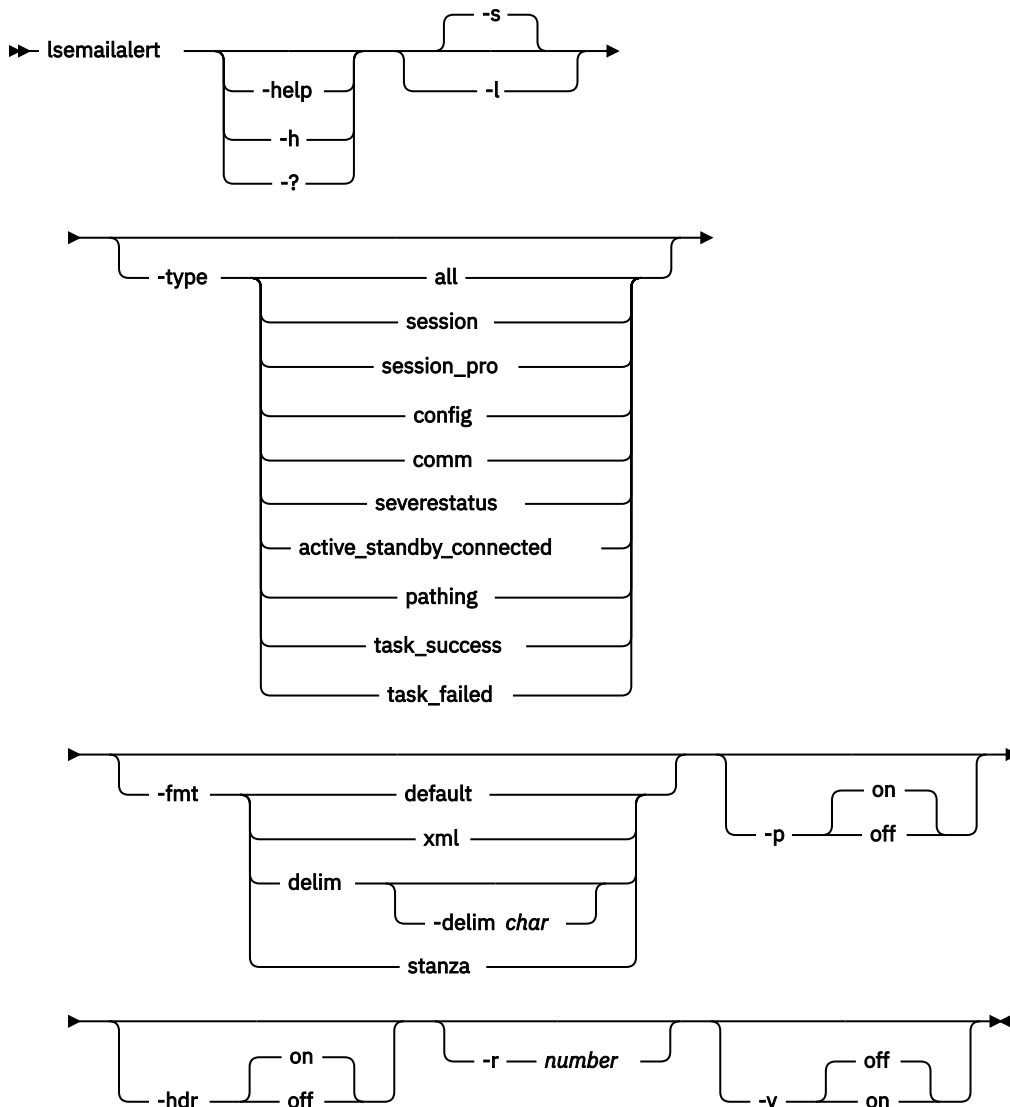 lsemailalert
-help
-h
-?
-s
-l
-type
all
session
session_pro
config
comm
severestatus
active_standby_connected
pathing
task_success
task_failed
-fmt
default
xml
delim
-delim char
stanza
-p
on
off
-hdr
on
off
-r number
-v
off
on